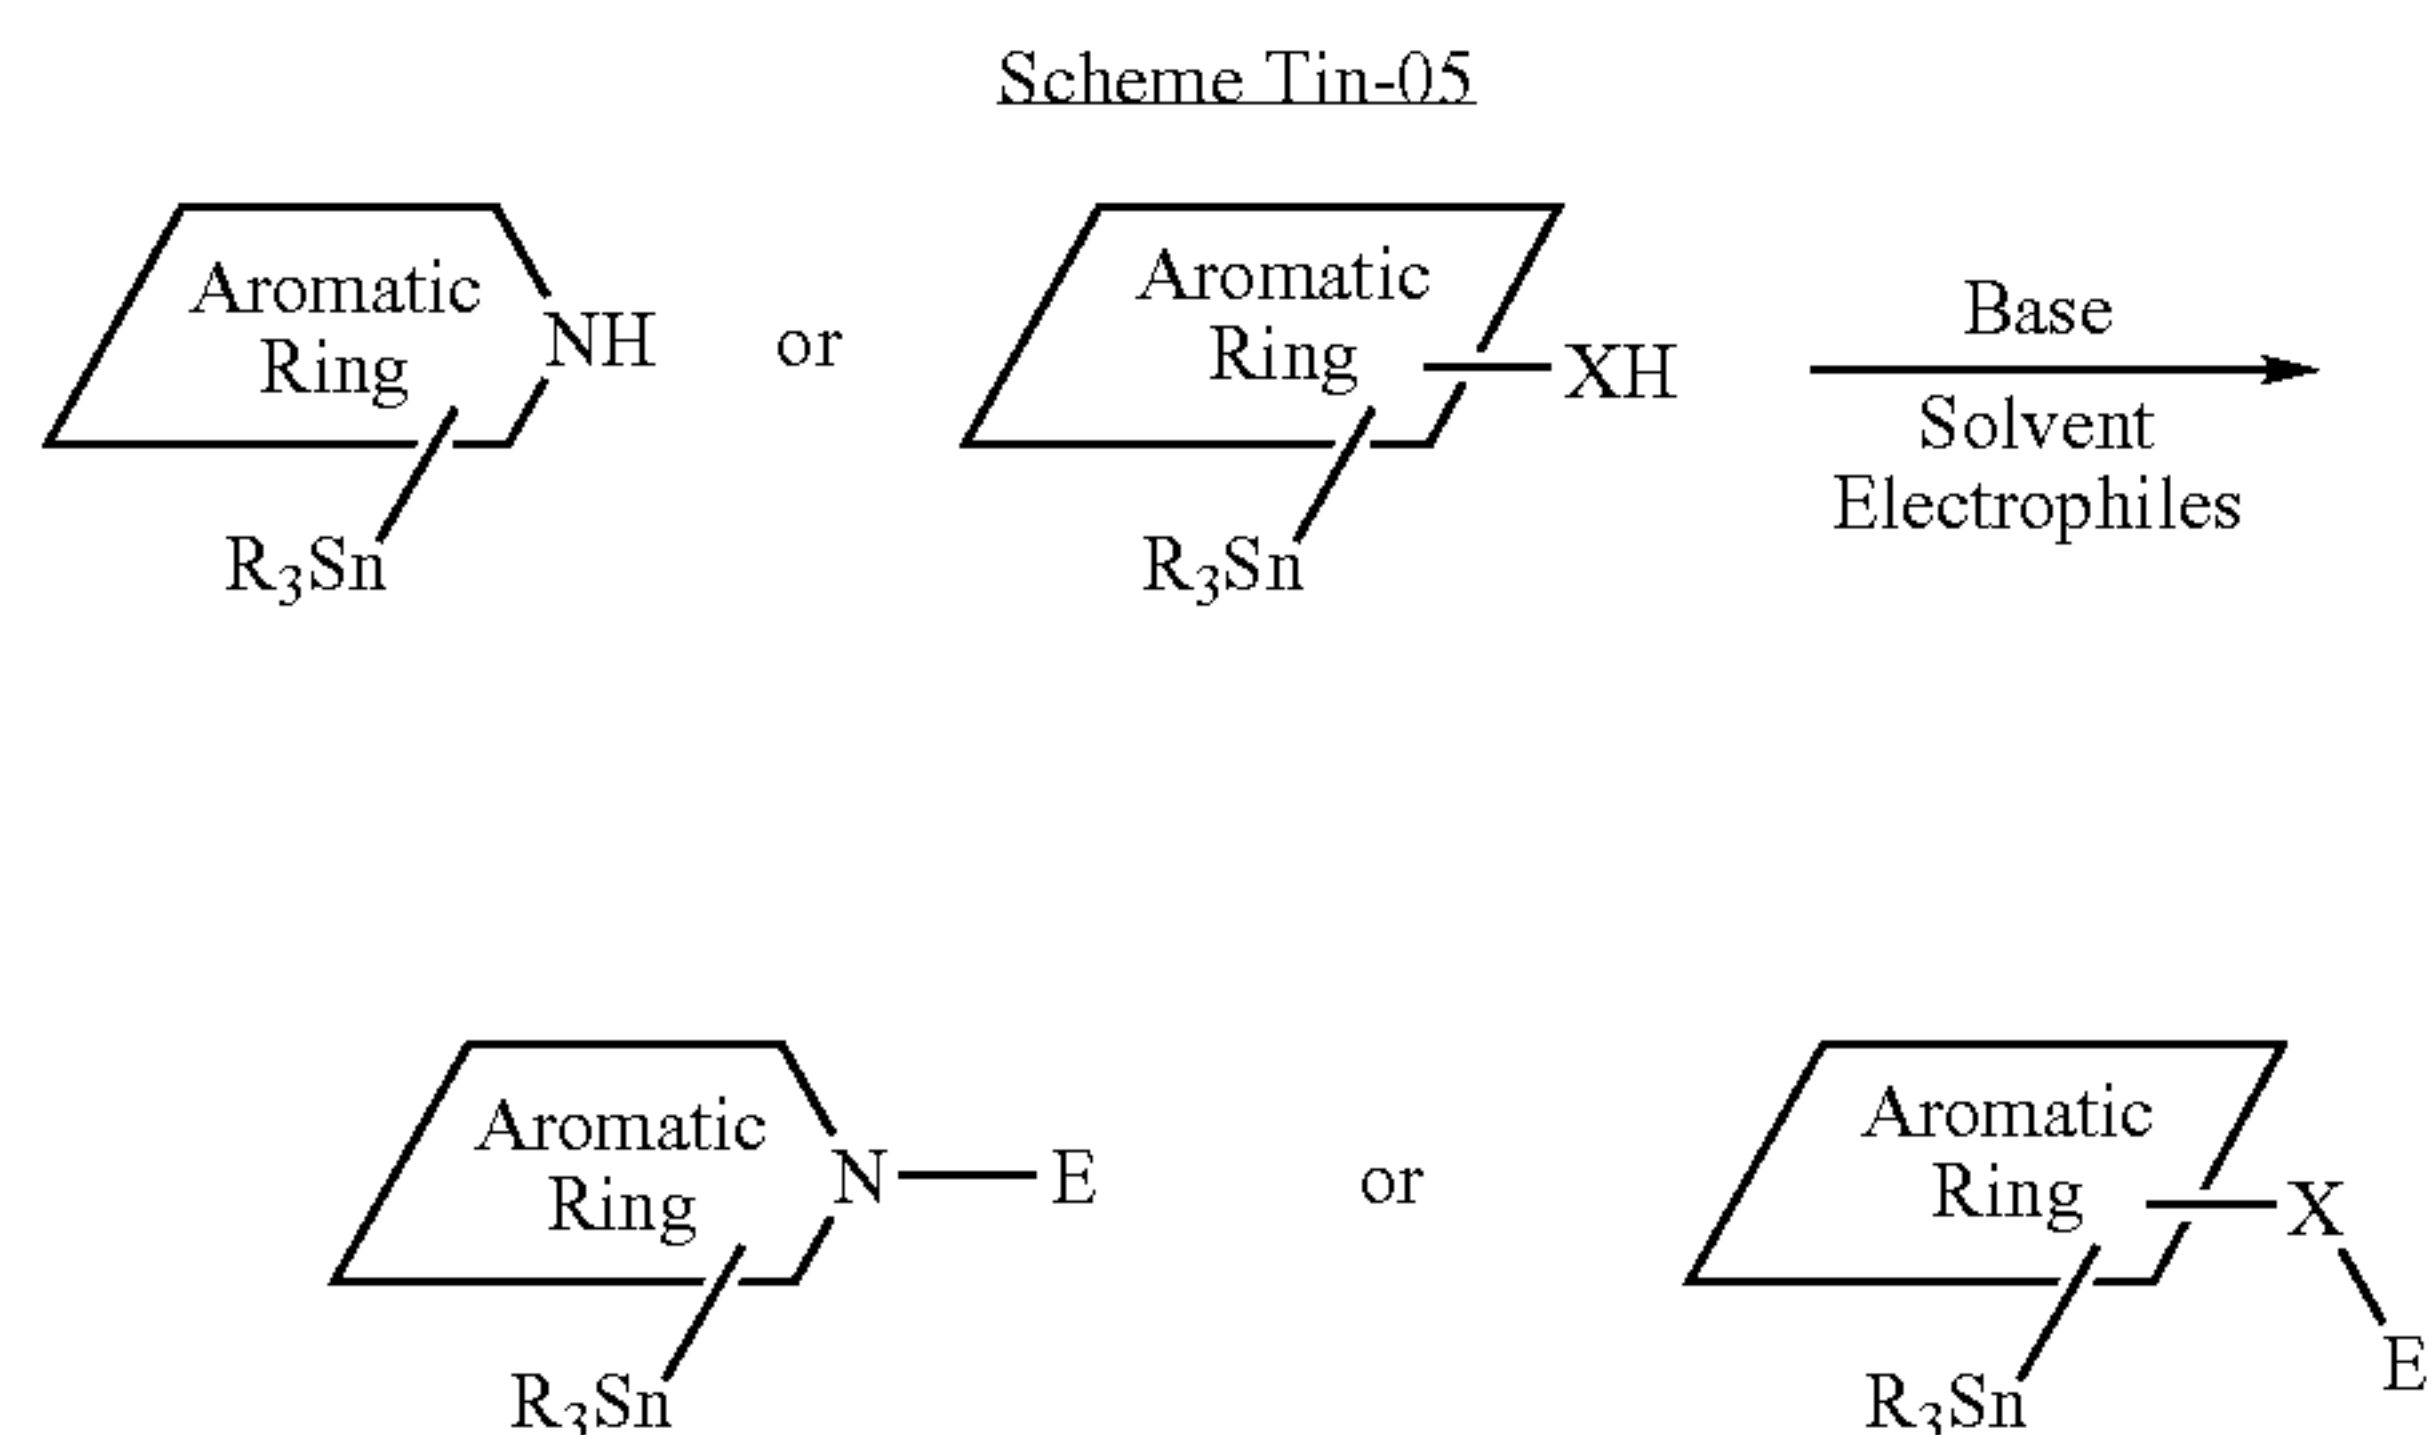 Scheme Tin-05
Aromatic
Ring
NH
R3Sn
or
Aromatic
Ring
XH
R3Sn
Base
Solvent
Electrophiles
Aromatic
Ring
N
E
R3Sn
or
Aromatic
Ring
X
E
R3Sn